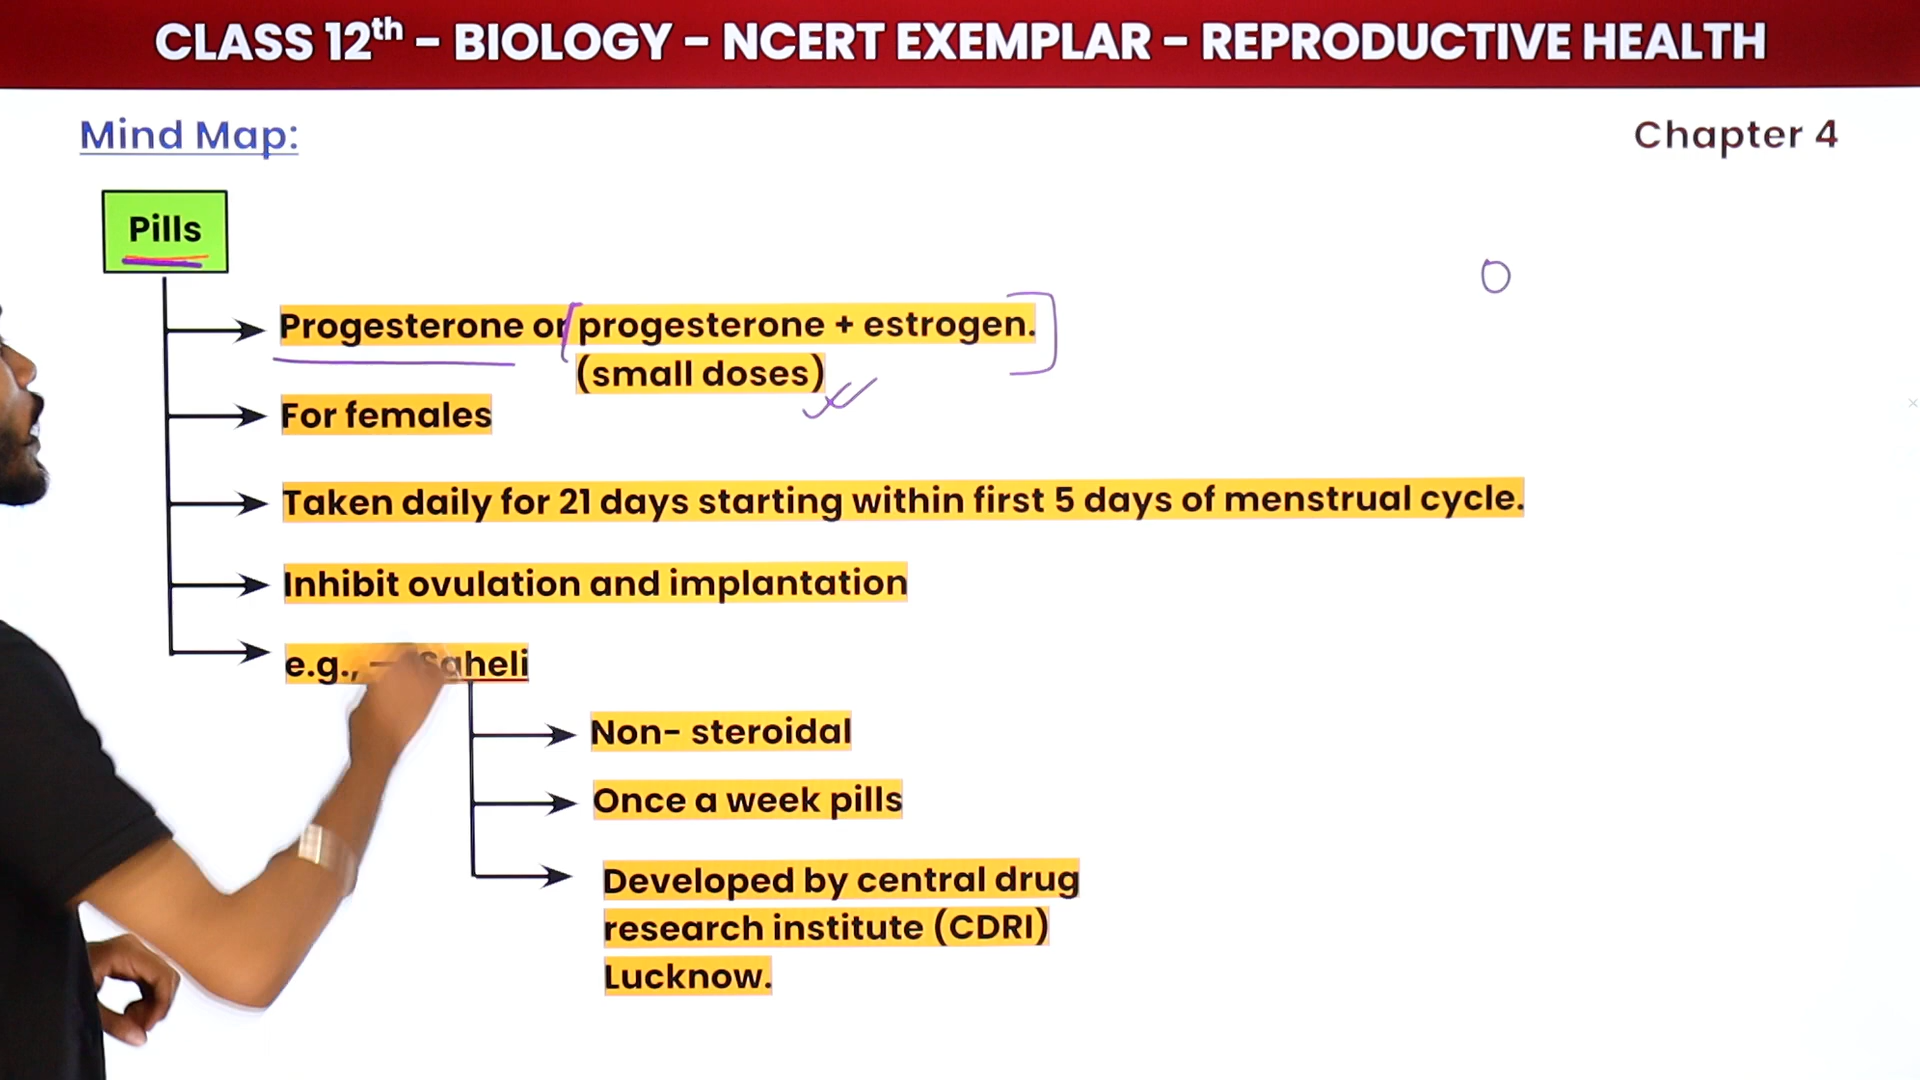 CLASS 12th - BIOLOGY - NCERT EXEMPLAR - REPRODUCTIVE HEALTH
Mind Map:
Chapter 4
Pills
Progesterone or progesterone + estrogen.
(small doses)
For females
Taken daily for 21 days starting within first 5 days of menstrual cycle.
Inhibit ovulation and implantation
e.g., – Saheli
Non- steroidal
Once a week pills
Developed by central drug
research institute (CDRI)
Lucknow.